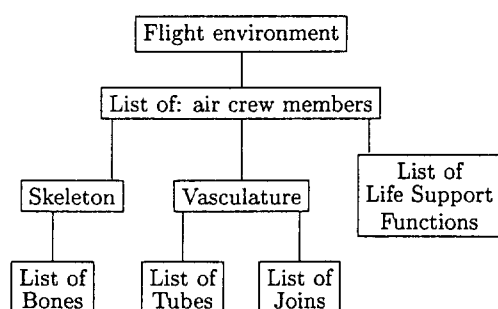 Flight environment
List of: air crew members
Skeleton
Vasculature
List of
Life Support
Functions
List of
Bones
List of
Tubes
List of
Joins